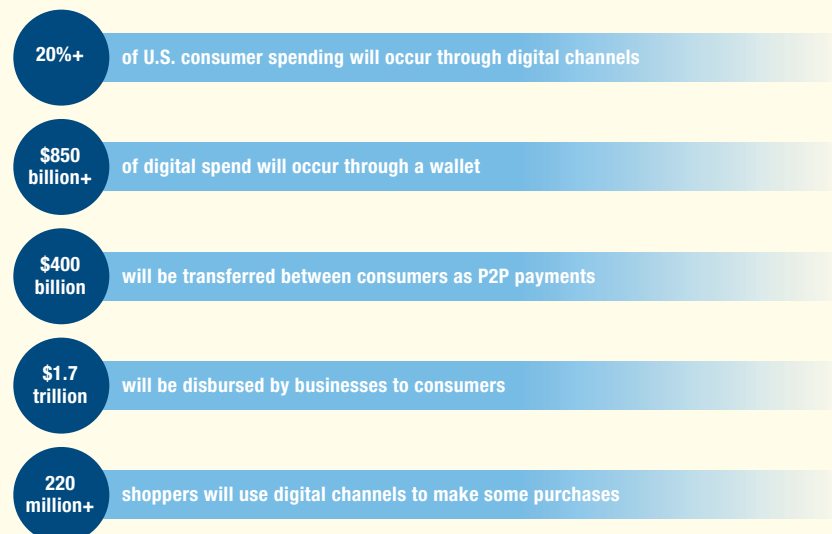 20%+
of U.S. consumer spending will occur through digital channels
$850
billion+
of digital spend will occur through a wallet
$400
billion
will be transferred between consumers as P2P payments
$1.7
trillion
will be disbursed by businesses to consumers
220
million+
shoppers will use digital channels to make some purchases